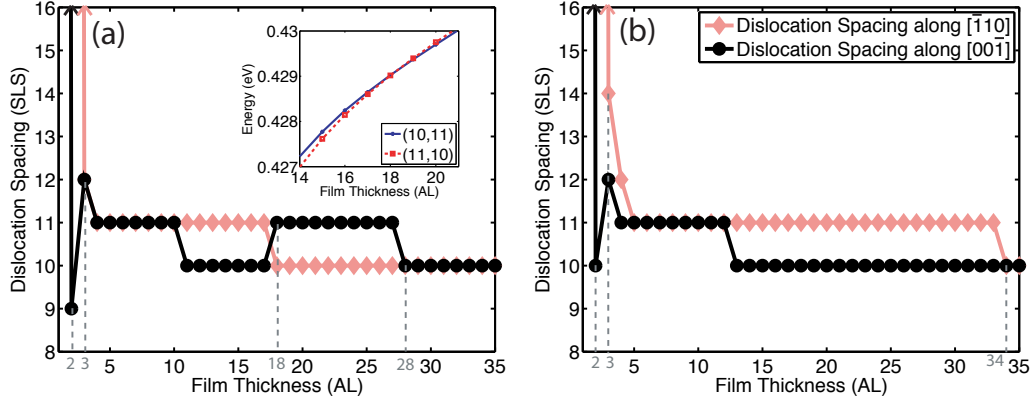 (a)
Dislocation Spacing (SLS)
16
15
14
13
12
11
10
9
8
2 3 5 10 15 18 20 25 28 30 35
Film Thickness (AL)
Energy (eV)
0.43
0.429
0.428
0.427
14 16 18 20
Film Thickness (AL)
(10,11)
(11,10)
(b)
Dislocation Spacing along [1̅10]
Dislocation Spacing along [001̅]
Dislocation Spacing (SLS)
16
15
14
13
12
11
10
9
8
2 3 5 10 15 20 25 30 34 35
Film Thickness (AL)